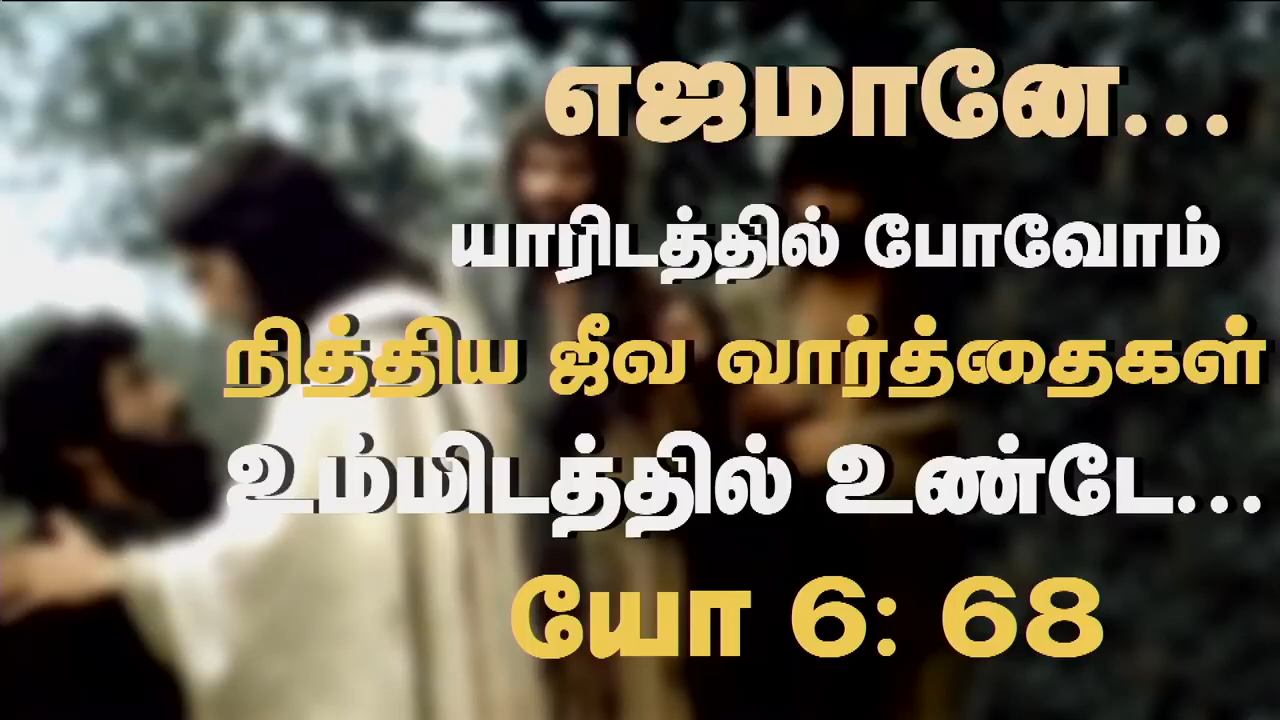 எஜமானே...
யாரிடத்தில் போவோம்
நித்திய ஜீவ வார்த்தைகள்
உம்மிடத்தில் உண்டே...
யோ 6: 68